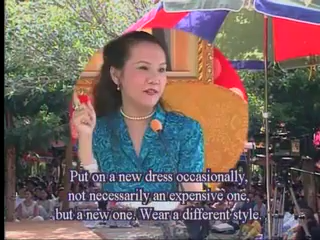 Put on a new dress occasionally,
not necessarily an expensive one,
but a new one. Wear a different style.